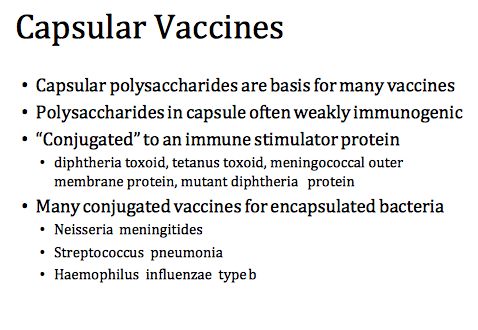 Capsular Vaccines
• Capsular polysaccharides are basis for many vaccines
• Polysaccharides in capsule often weakly immunogenic
• “Conjugated” to an immune stimulator protein
• diphtheria toxoid, tetanus toxoid, meningococcal outer
membrane protein, mutant diphtheria protein
• Many conjugated vaccines for encapsulated bacteria
• Neisseria meningitides
• Streptococcus pneumonia
• Haemophilus influenzae type b